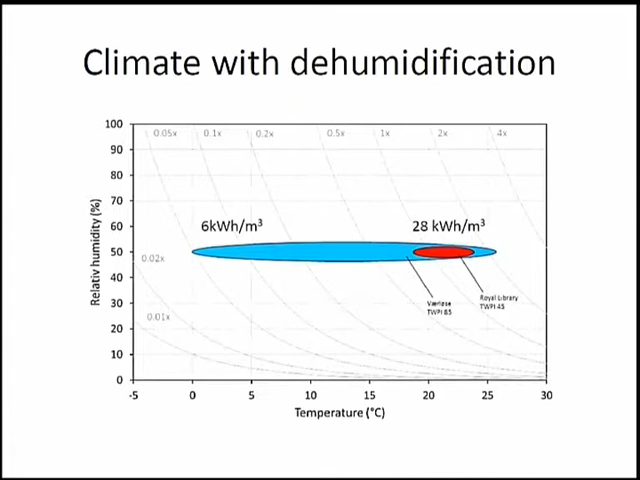 Climate with dehumidification
100
90
80
70
60
50
40
30
20
10
0
Relativ humidity (%)
0.05x 0.1x 0.2x 0.5x 1x 2x 4x
0.02x
0.01x
6kWh/m³ 28 kWh/m³
Værløse
TWPI 85
Royal Library
TWPI 45
-5 0 5 10 15 20 25 30
Temperature (°C)